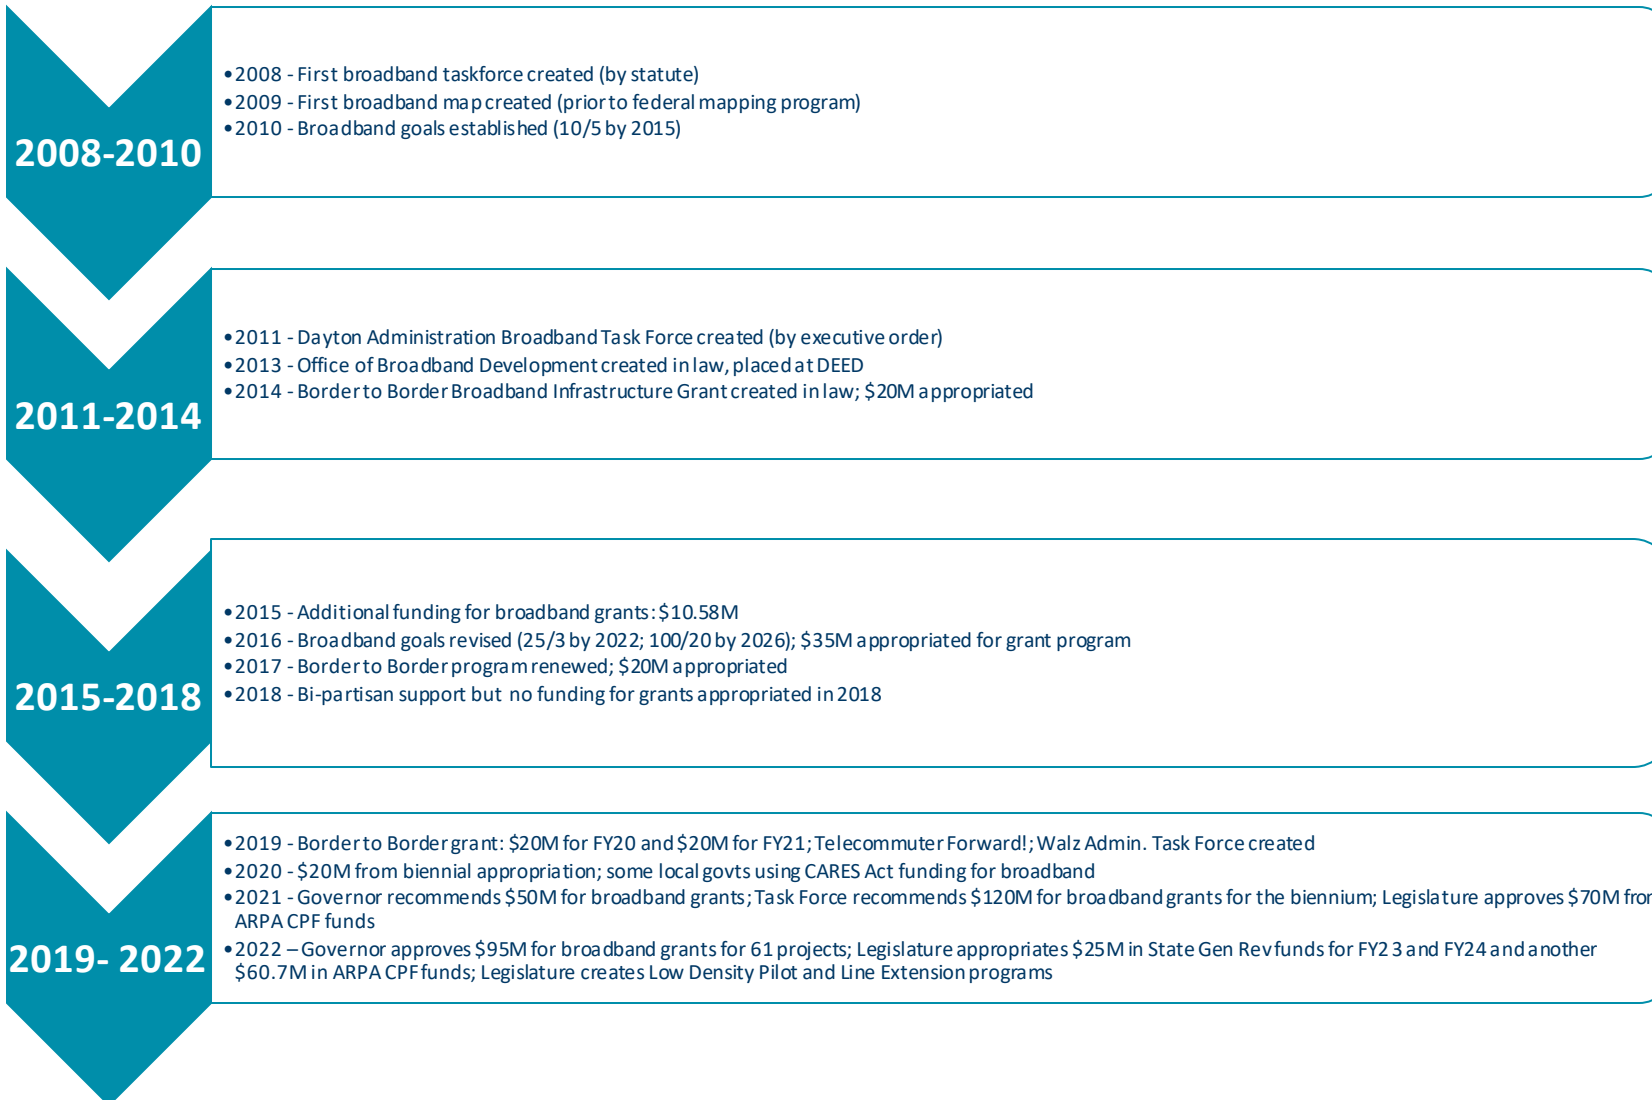 2008-2010
•2008 - First broadband taskforce created (by statute)
•2009 - First broadband map created (prior to federal mapping program)
•2010 - Broadband goals established (10/5 by 2015)
2011-2014
•2011 - Dayton Administration Broadband Task Force created (by executive order)
•2013 - Office of Broadband Development created in law, placed at DEED
•2014 - Border to Border Broadband Infrastructure Grant created in law; $20M appropriated
2015-2018
•2015 - Additional funding for broadband grants: $10.58M
•2016 - Broadband goals revised (25/3 by 2022; 100/20 by 2026); $35M appropriated for grant program
•2017 - Border to Border program renewed; $20M appropriated
•2018 - Bi-partisan support but no funding for grants appropriated in 2018
2019- 2022
•2019 - Border to Border grant: $20M for FY20 and $20M for FY21; Telecommuter Forward!; Walz Admin. Task Force created
•2020 - $20M from biennial appropriation; some local govts using CARES Act funding for broadband
•2021 - Governor recommends $50M for broadband grants; Task Force recommends $120M for broadband grants for the biennium; Legislature approves $70M from
ARPA CPF funds
•2022 – Governor approves $95M for broadband grants for 61 projects; Legislature appropriates $25M in State Gen Rev funds for FY23 and FY24 and another
$60.7M in ARPA CPF funds; Legislature creates Low Density Pilot and Line Extension programs